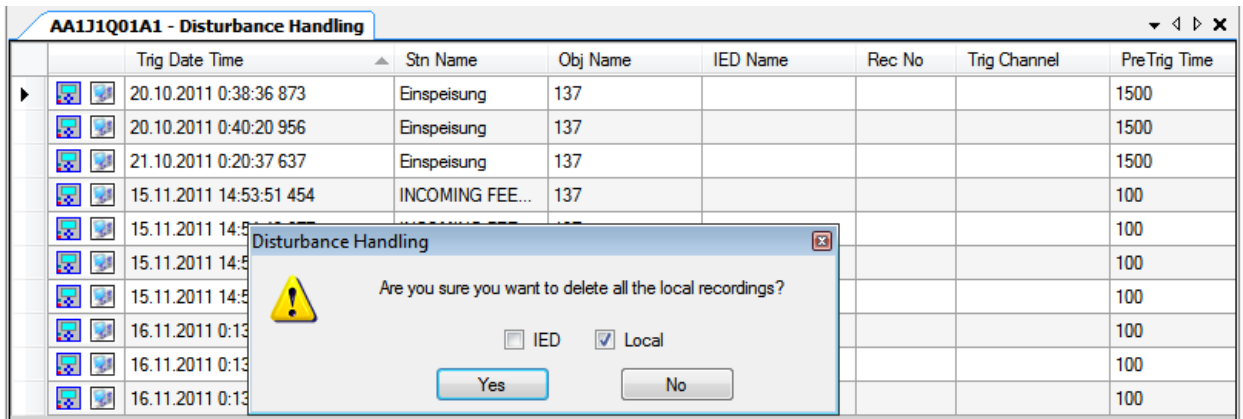 AA1J1Q01A1 - Disturbance Handling
Trig Date Time Stn Name Obj Name IED Name Rec No Trig Channel PreTrig Time
20.10.2011 0:38:36 873 Einspeisung 137 1500
20.10.2011 0:40:20 956 Einspeisung 137 1500
21.10.2011 0:20:37 637 Einspeisung 137 1500
15.11.2011 14:53:51 454 INCOMING FEE... 137 100
15.11.2011 14:5 100
15.11.2011 14:5 100
15.11.2011 14:5 100
16.11.2011 0:13 100
16.11.2011 0:13 100
16.11.2011 0:13 100
Disturbance Handling
Are you sure you want to delete all the local recordings?
IED Local
Yes No